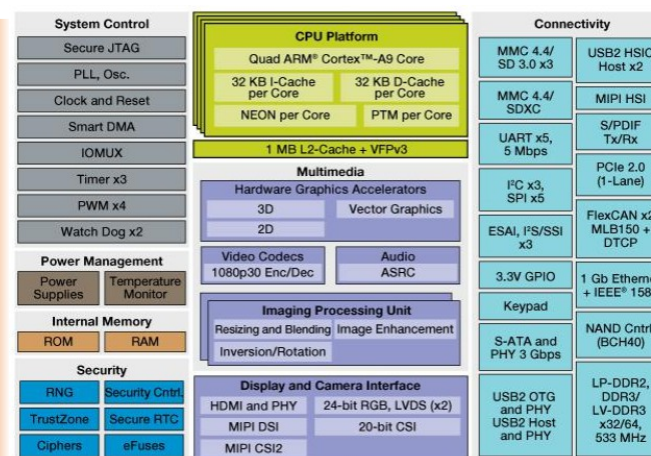 System Control
Secure JTAG
PLL, Osc.
Clock and Reset
Smart DMA
IOMUX
Timer x3
PWM x4
Watch Dog x2
Power Management
Power
Supplies
Temperature
Monitor
Internal Memory
ROM
RAM
Security
RNG
Security Cntrl.
TrustZone
Secure RTC
Ciphers
eFuses
CPU Platform
Quad ARM® Cortex™-A9 Core
32 KB I-Cache
per Core
32 KB D-Cache
per Core
NEON per Core
PTM per Core
1 MB L2-Cache + VFPv3
Multimedia
Hardware Graphics Accelerators
3D
Vector Graphics
2D
Video Codecs
1080p30 Enc/Dec
Audio
ASRC
Imaging Processing Unit
Resizing and Blending
Image Enhancement
Inversion/Rotation
Display and Camera Interface
HDMI and PHY
24-bit RGB, LVDS (x2)
MIPI DSI
20-bit CSI
MIPI CSI2
Connectivity
MMC 4.4/
SD 3.0 x3
MMC 4.4/
SDXC
UART x5,
5 Mbps
I²C x3,
SPI x5
ESAI, I²S/SSI
x3
3.3V GPIO
Keypad
S-ATA and
PHY 3 Gbps
USB2 OTG
and PHY
USB2 Host
and PHY
USB2 HSIC
Host x2
MIPI HSI
S/PDIF
Tx/Rx
PCIe 2.0
(1-Lane)
FlexCAN x2
MLB150 +
DTCP
1 Gb Ethernet
+ IEEE® 158
NAND Cntrl
(BCH40)
LP-DDR2,
DDR3/
LV-DDR3
x32/64,
533 MHz